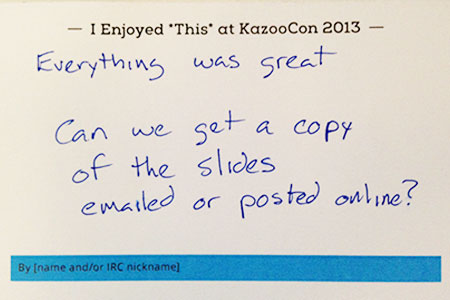 — I Enjoyed *This* at KazooCon 2013 —
Everything was great
Can we get a copy
of the slides
emailed or posted online?
By [name and/or IRC nickname]